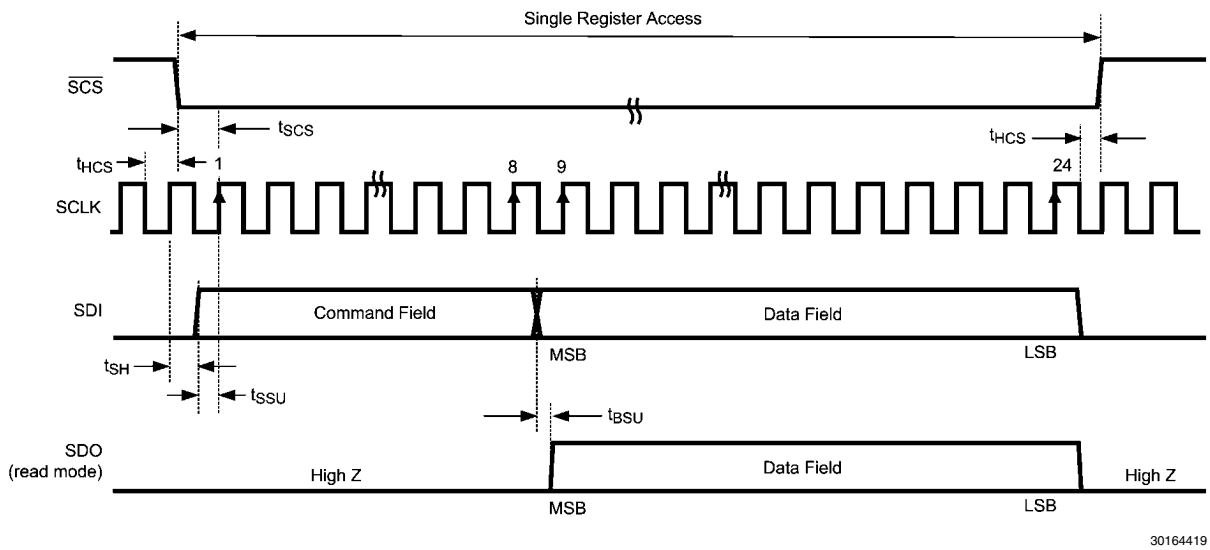 Single Register Access
SCS
tSCS
tHCS
tHCS
1
8
9
24
SCLK
SDI
Command Field
Data Field
MSB
LSB
tSH
tSSU
tBSU
SDO
(read mode)
High Z
Data Field
High Z
MSB
LSB
30164419